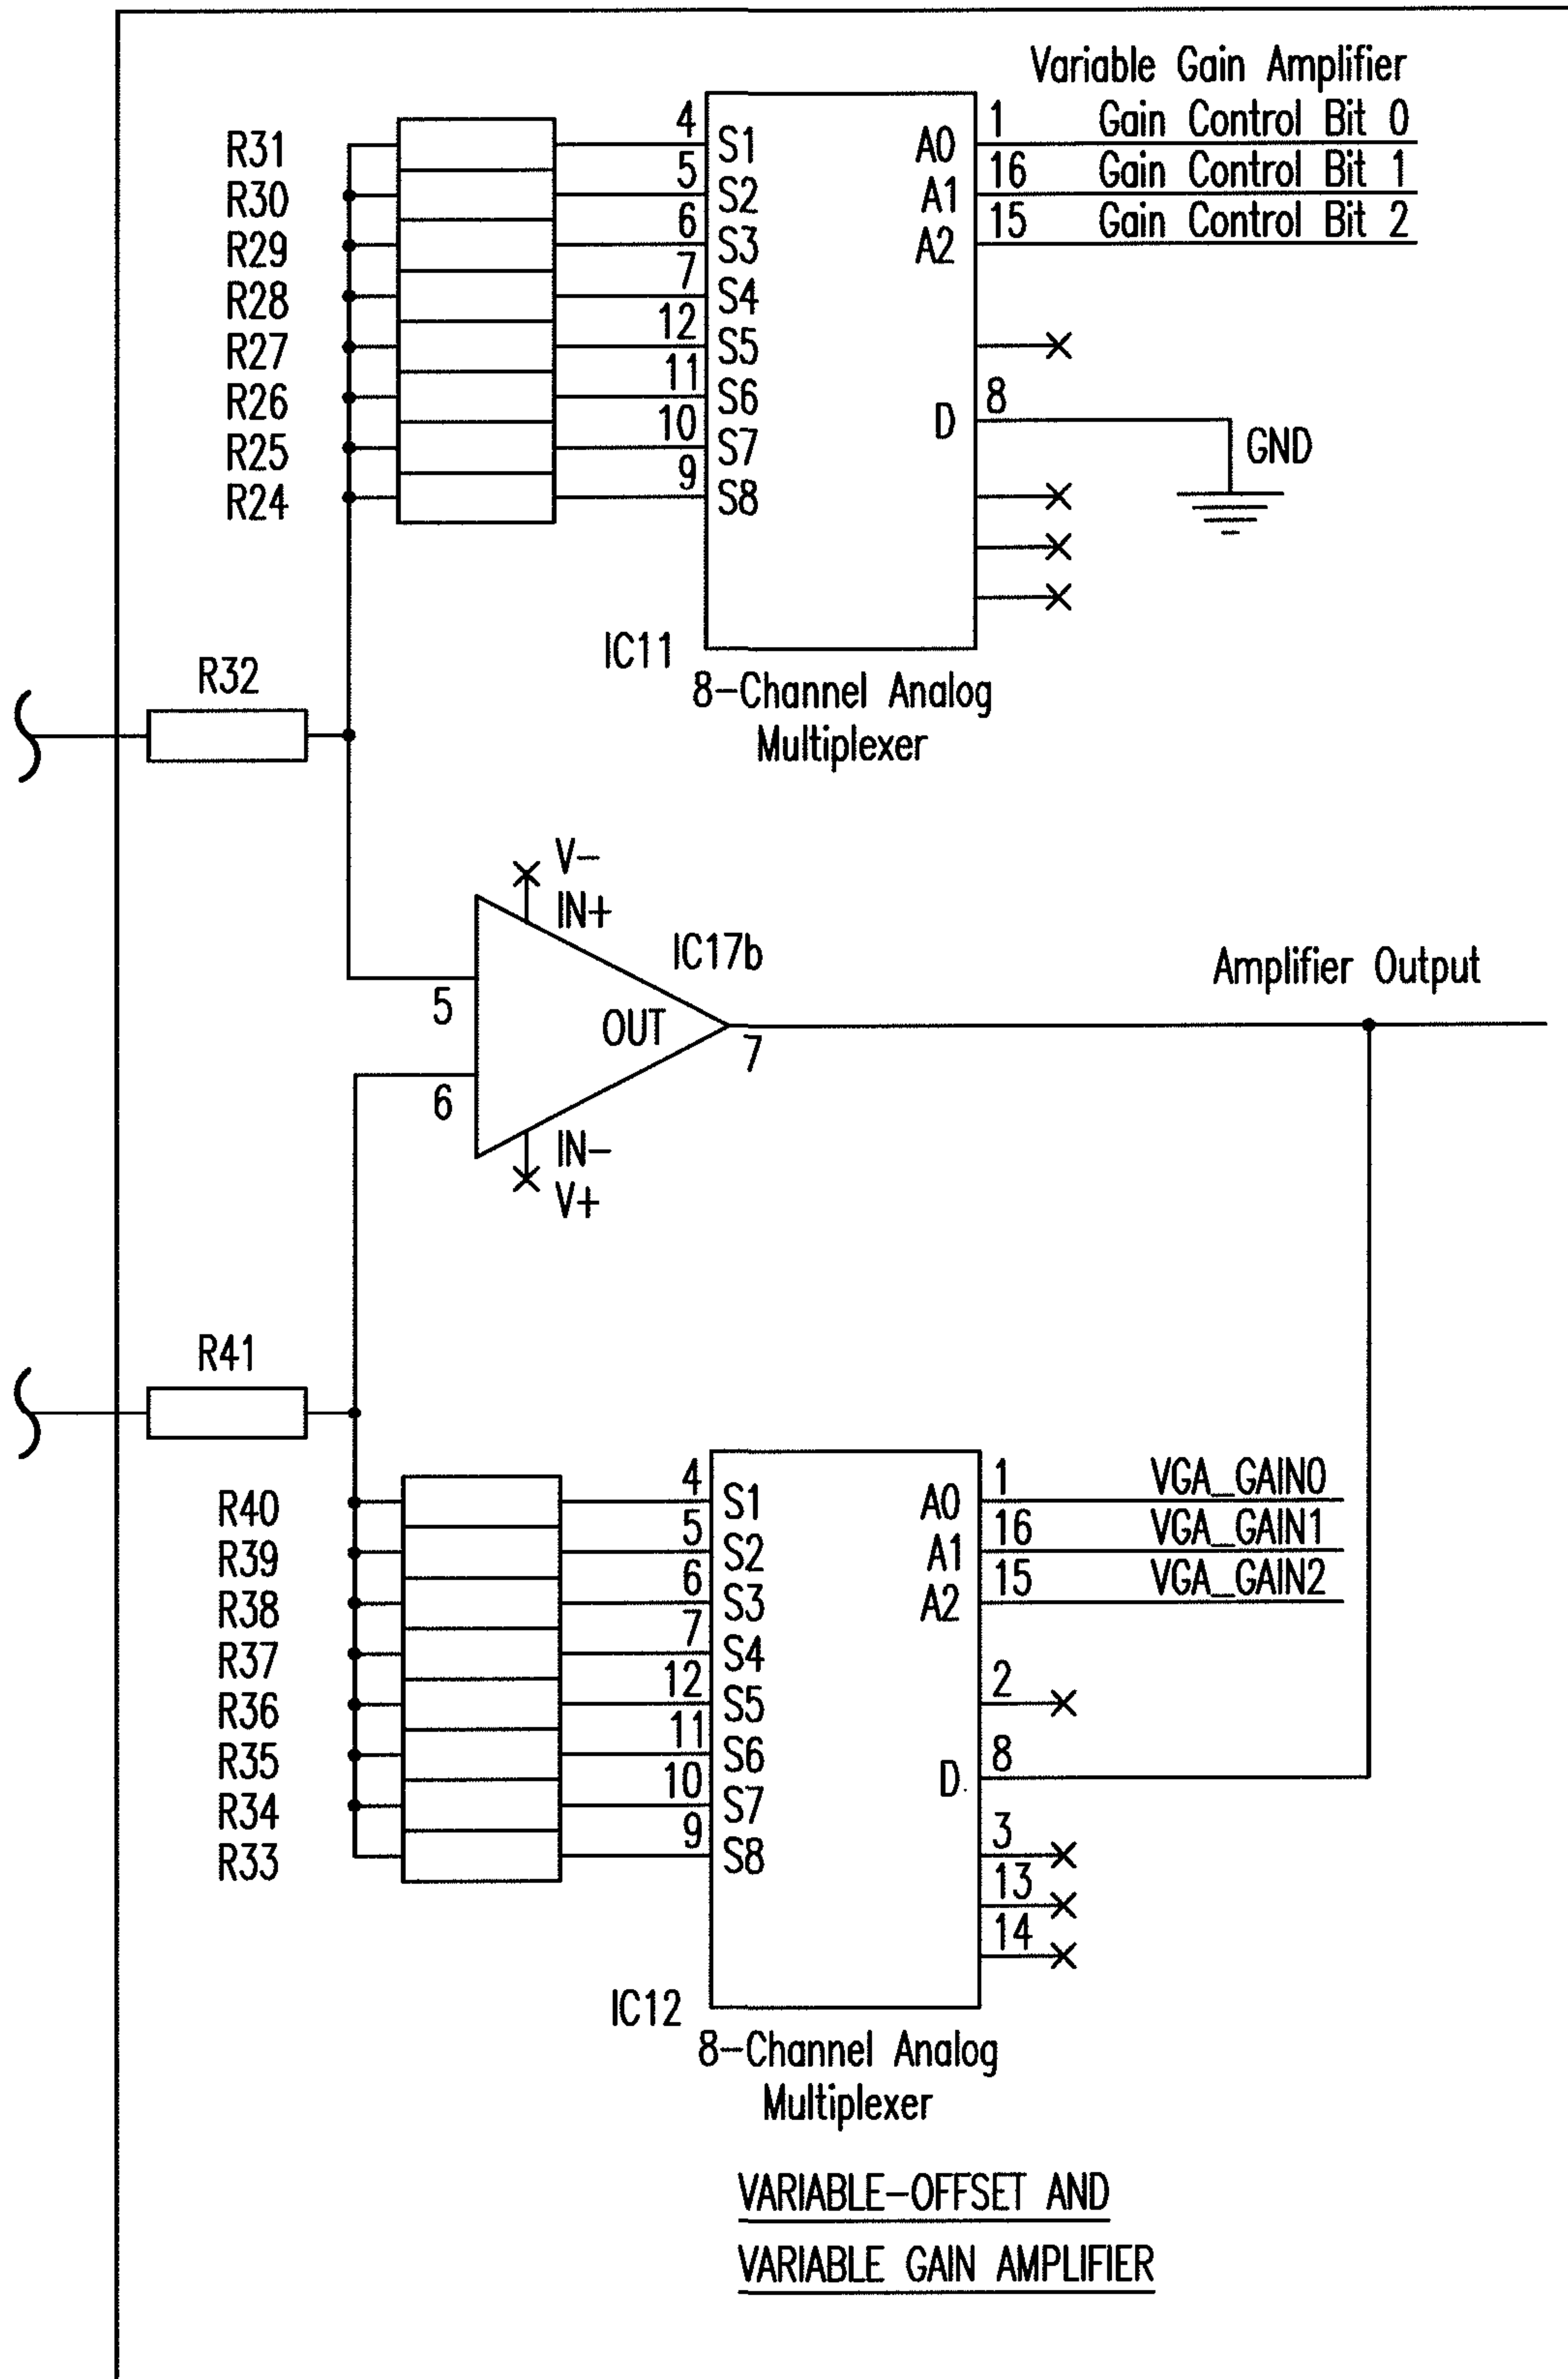 Variable Gain Amplifier
Gain Control Bit 0
Gain Control Bit 1
Gain Control Bit 2
R31
R30
R29
R28
R27
R26
R25
R24
4
5
6
7
12
11
10
9
S1
S2
S3
S4
S5
S6
S7
S8
A0
A1
A2
D
1
16
15
8
GND
IC11
8-Channel Analog
Multiplexer
R32
V-
IN+
IC17b
5
OUT
7
6
IN-
V+
Amplifier Output
R41
R40
R39
R38
R37
R36
R35
R34
R33
4
5
6
7
12
11
10
9
S1
S2
S3
S4
S5
S6
S7
S8
A0
A1
A2
D
1
16
15
2
8
3
13
14
VGA_GAIN0
VGA_GAIN1
VGA_GAIN2
IC12
8-Channel Analog
Multiplexer
VARIABLE-OFFSET AND
VARIABLE GAIN AMPLIFIER